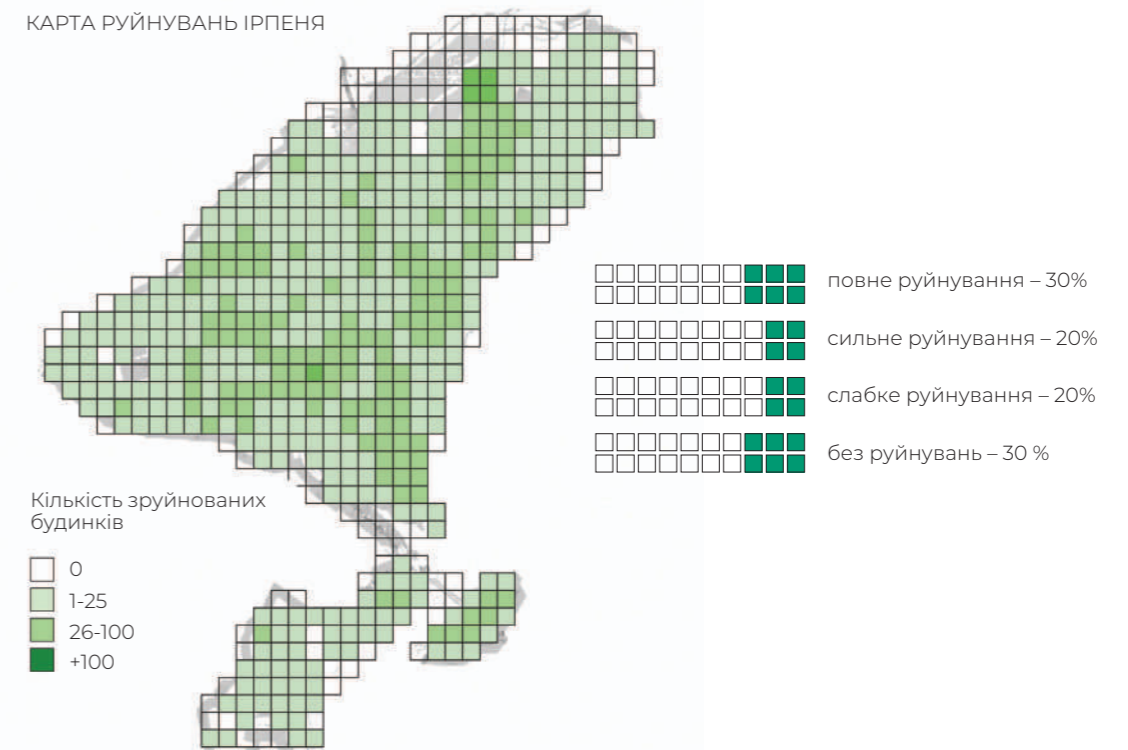 КАРТА РУЙНУВАНЬ ІРПЕНЯ
повне руйнування – 30%
сильне руйнування – 20%
слабке руйнування – 20%
без руйнувань – 30 %
Кількість зруйнованих
будинків
0
1-25
26-100
+100